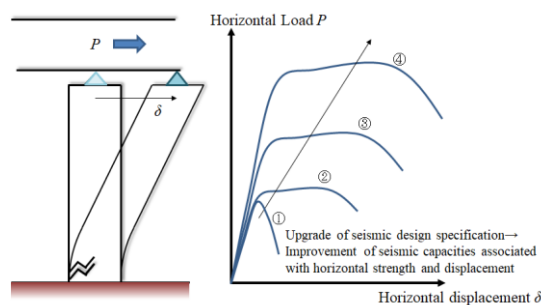 P
δ
Horizontal Load P
④
③
②
①
Upgrade of seismic design specification→
Improvement of seismic capacities associated
with horizontal strength and displacement
Horizontal displacement δ